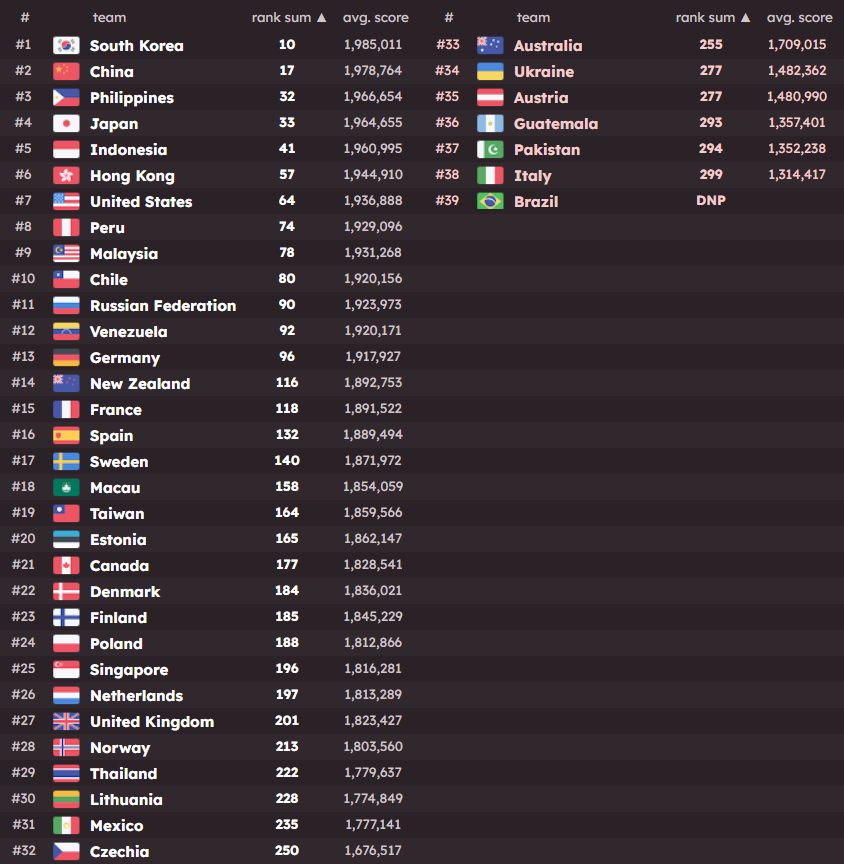 # team rank sum ▲ avg. score
#1 South Korea 10 1,985,011
#2 China 17 1,978,764
#3 Philippines 32 1,966,654
#4 Japan 33 1,964,655
#5 Indonesia 41 1,960,995
#6 Hong Kong 57 1,944,910
#7 United States 64 1,936,888
#8 Peru 74 1,929,096
#9 Malaysia 78 1,931,268
#10 Chile 80 1,920,156
#11 Russian Federation 90 1,923,973
#12 Venezuela 92 1,920,171
#13 Germany 96 1,917,927
#14 New Zealand 116 1,892,753
#15 France 118 1,891,522
#16 Spain 132 1,889,494
#17 Sweden 140 1,871,972
#18 Macau 158 1,854,059
#19 Taiwan 164 1,859,566
#20 Estonia 165 1,862,147
#21 Canada 177 1,828,541
#22 Denmark 184 1,836,021
#23 Finland 185 1,845,229
#24 Poland 188 1,812,866
#25 Singapore 196 1,816,281
#26 Netherlands 197 1,813,289
#27 United Kingdom 201 1,823,427
#28 Norway 213 1,803,560
#29 Thailand 222 1,779,637
#30 Lithuania 228 1,774,849
#31 Mexico 235 1,777,141
#32 Czechia 250 1,676,517
# team rank sum ▲ avg. score
#33 Australia 255 1,709,015
#34 Ukraine 277 1,482,362
#35 Austria 277 1,480,990
#36 Guatemala 293 1,357,401
#37 Pakistan 294 1,352,238
#38 Italy 299 1,314,417
#39 Brazil DNP